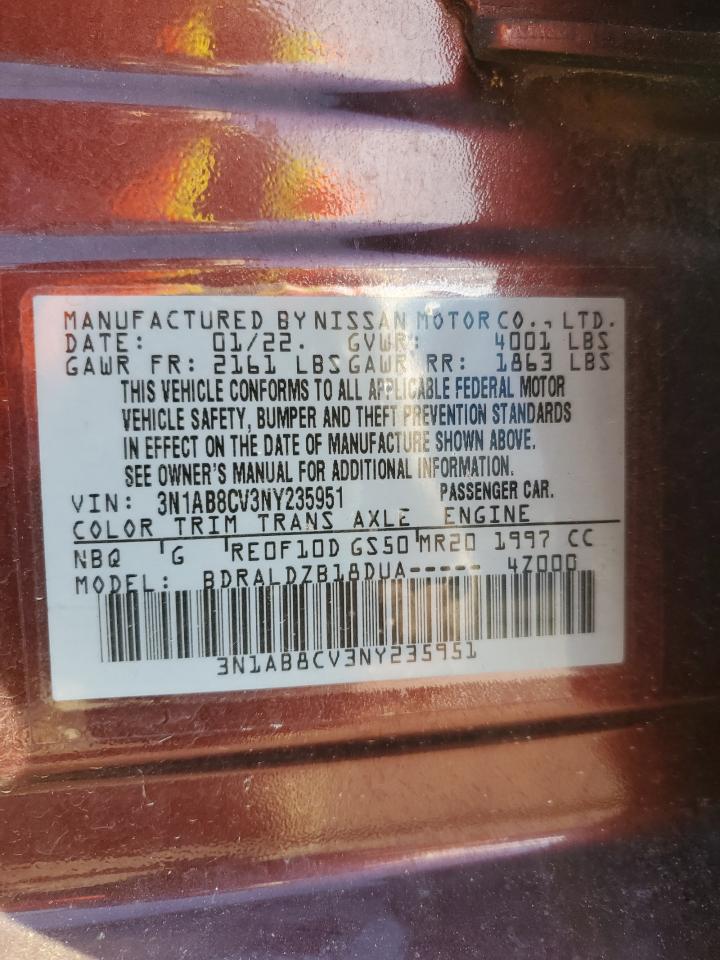 MANUFACTURED BY NISSAN MOTOR CO., LTD.
DATE: 01/22. GVWR: 4001 LBS
GAWR FR: 2161 LBS GAWR RR: 1863 LBS
THIS VEHICLE CONFORMS TO ALL APPLICABLE FEDERAL MOTOR
VEHICLE SAFETY, BUMPER AND THEFT PREVENTION STANDARDS
IN EFFECT ON THE DATE OF MANUFACTURE SHOWN ABOVE.
SEE OWNER'S MANUAL FOR ADDITIONAL INFORMATION.
VIN: 3N1AB8CV3NY235951 PASSENGER CAR.
COLOR TRIM TRANS AXLE ENGINE
NBQ ' G ' RE0F10D GS50 ' MR20 1997 CC
MODEL: BDRALDZB18DUA----- 4Z000
3N1AB8CV3NY235951